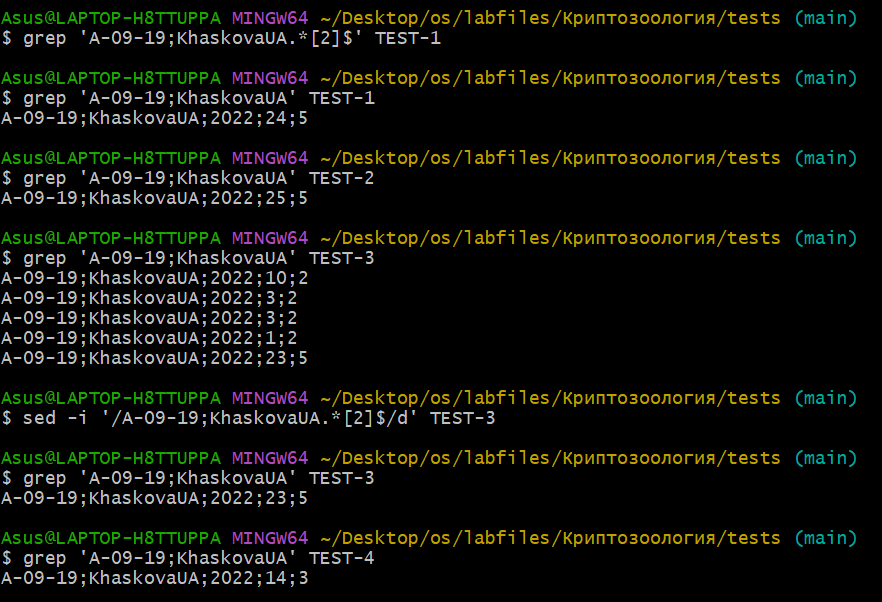 Asus@LAPTOP-H8TTUPPA MINGW64 ~/Desktop/os/labfiles/Криптозоология/tests (main)
$ grep 'A-09-19;KhaskovaUA.*[2]$' TEST-1
Asus@LAPTOP-H8TTUPPA MINGW64 ~/Desktop/os/labfiles/Криптозоология/tests (main)
$ grep 'A-09-19;KhaskovaUA' TEST-1
A-09-19;KhaskovaUA;2022;24;5
Asus@LAPTOP-H8TTUPPA MINGW64 ~/Desktop/os/labfiles/Криптозоология/tests (main)
$ grep 'A-09-19;KhaskovaUA' TEST-2
A-09-19;KhaskovaUA;2022;25;5
Asus@LAPTOP-H8TTUPPA MINGW64 ~/Desktop/os/labfiles/Криптозоология/tests (main)
$ grep 'A-09-19;KhaskovaUA' TEST-3
A-09-19;KhaskovaUA;2022;10;2
A-09-19;KhaskovaUA;2022;3;2
A-09-19;KhaskovaUA;2022;3;2
A-09-19;KhaskovaUA;2022;1;2
A-09-19;KhaskovaUA;2022;23;5
Asus@LAPTOP-H8TTUPPA MINGW64 ~/Desktop/os/labfiles/Криптозоология/tests (main)
$ sed -i '/A-09-19;KhaskovaUA.*[2]$/d' TEST-3
Asus@LAPTOP-H8TTUPPA MINGW64 ~/Desktop/os/labfiles/Криптозоология/tests (main)
$ grep 'A-09-19;KhaskovaUA' TEST-3
A-09-19;KhaskovaUA;2022;23;5
Asus@LAPTOP-H8TTUPPA MINGW64 ~/Desktop/os/labfiles/Криптозоология/tests (main)
$ grep 'A-09-19;KhaskovaUA' TEST-4
A-09-19;KhaskovaUA;2022;14;3